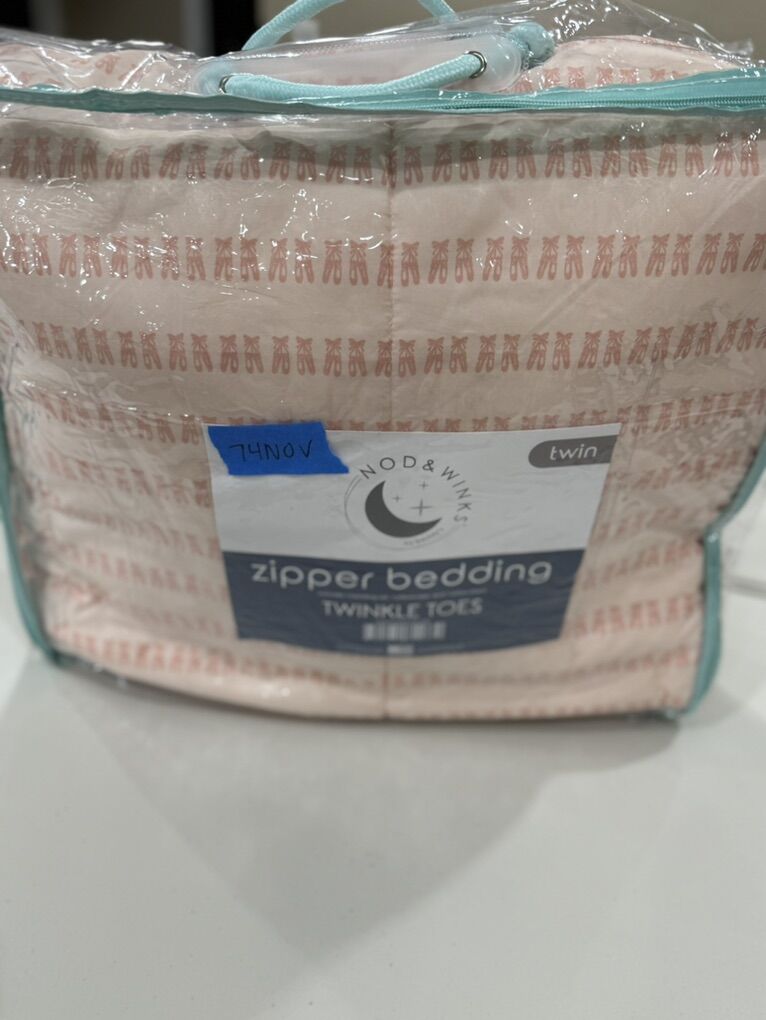 74NOV
twin
NOD & WINKS
zipper bedding
TWINKLE TOES